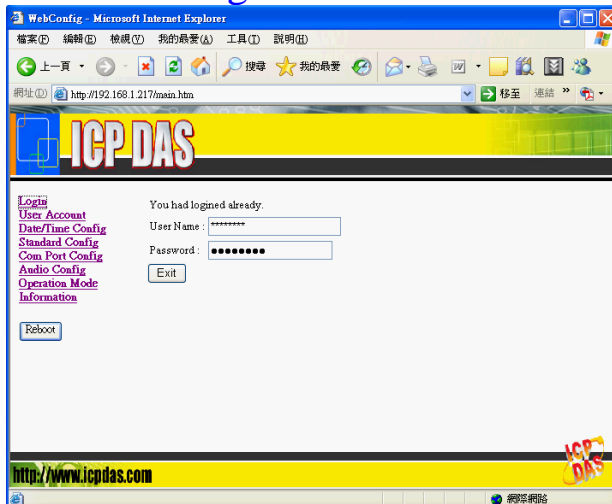 WebConfig - Microsoft Internet Explorer
檔案(F) 編輯(E) 檢視(V) 我的最愛(A) 工具(T) 說明(H)
上一頁 搜尋 我的最愛
網址(D) http://192.168.1.217/main.htm 移至 連結 »
ICP DAS
Login
User Account
Date/Time Config
Standard Config
Com Port Config
Audio Config
Operation Mode
Information
Reboot
You had logined already.
User Name : ********
Password : ●●●●●●●●
Exit
http://www.icpdas.com
ICP DAS
網際網路